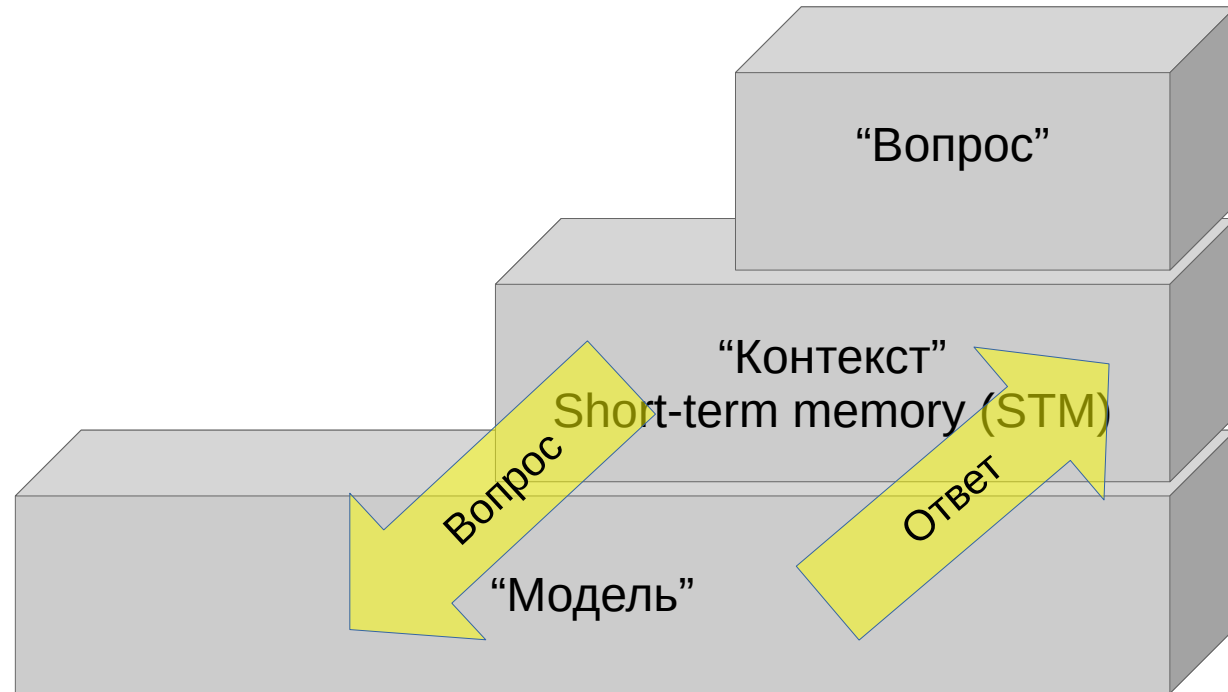 “Вопрос”
“Контекст”
Short-term memory (STM)
Вопрос
Ответ
“Модель”